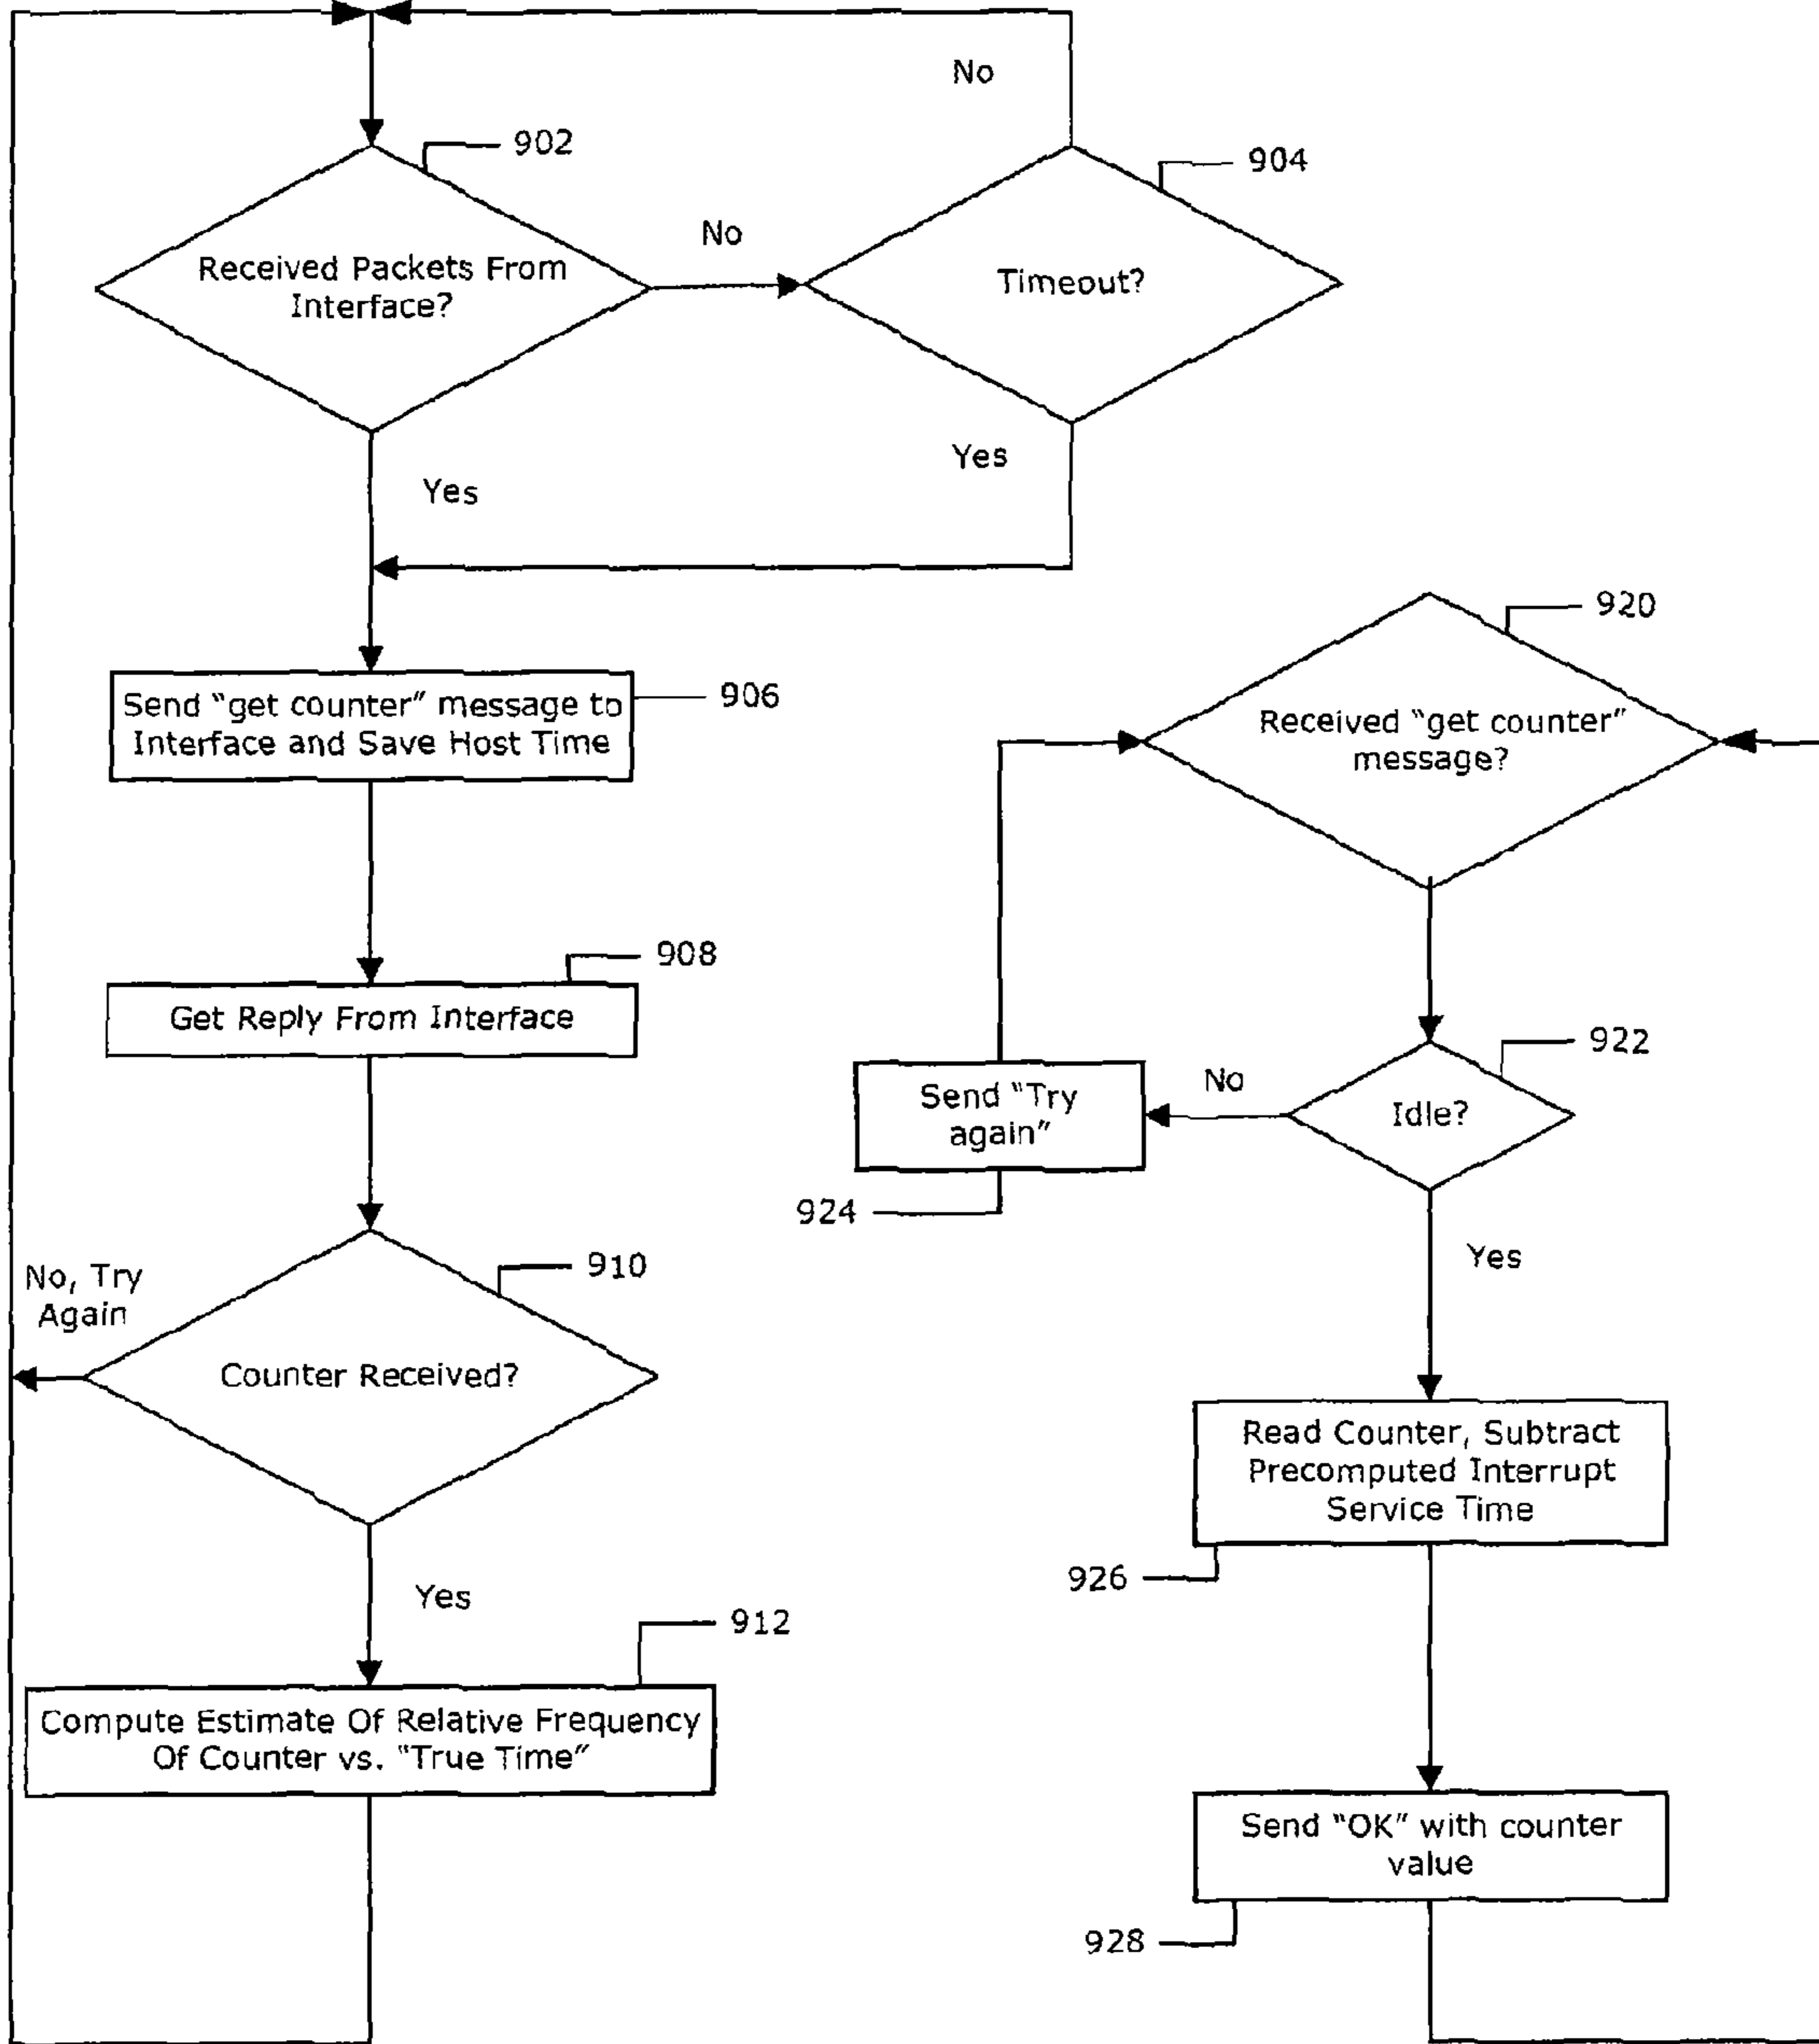 No
902
904
Received Packets From
Interface?
No
Timeout?
Yes
Yes
920
Send “get counter” message to
Interface and Save Host Time
906
Received “get counter”
message?
908
Get Reply From Interface
922
Send “Try
again”
No
Idle?
924
Yes
No, Try
Again
910
Counter Received?
Read Counter, Subtract
Precomputed Interrupt
Service Time
926
Yes
912
Compute Estimate Of Relative Frequency
Of Counter vs. “True Time”
Send “OK” with counter
value
928